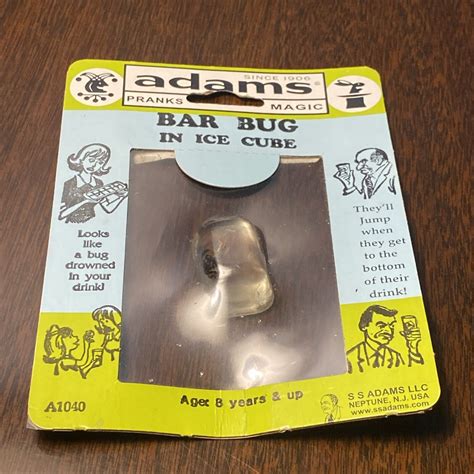 SINCE 1906
adams®
PRANKS MAGIC
BAR BUG
IN ICE CUBE
Looks
like
a bug
drowned
in your
drink!
They'll
Jump
when
they get
to the
bottom
of their
drink!
Age: 8 years & up
A1040
S S ADAMS LLC
NEPTUNE, N.J. USA
www.ssadams.com